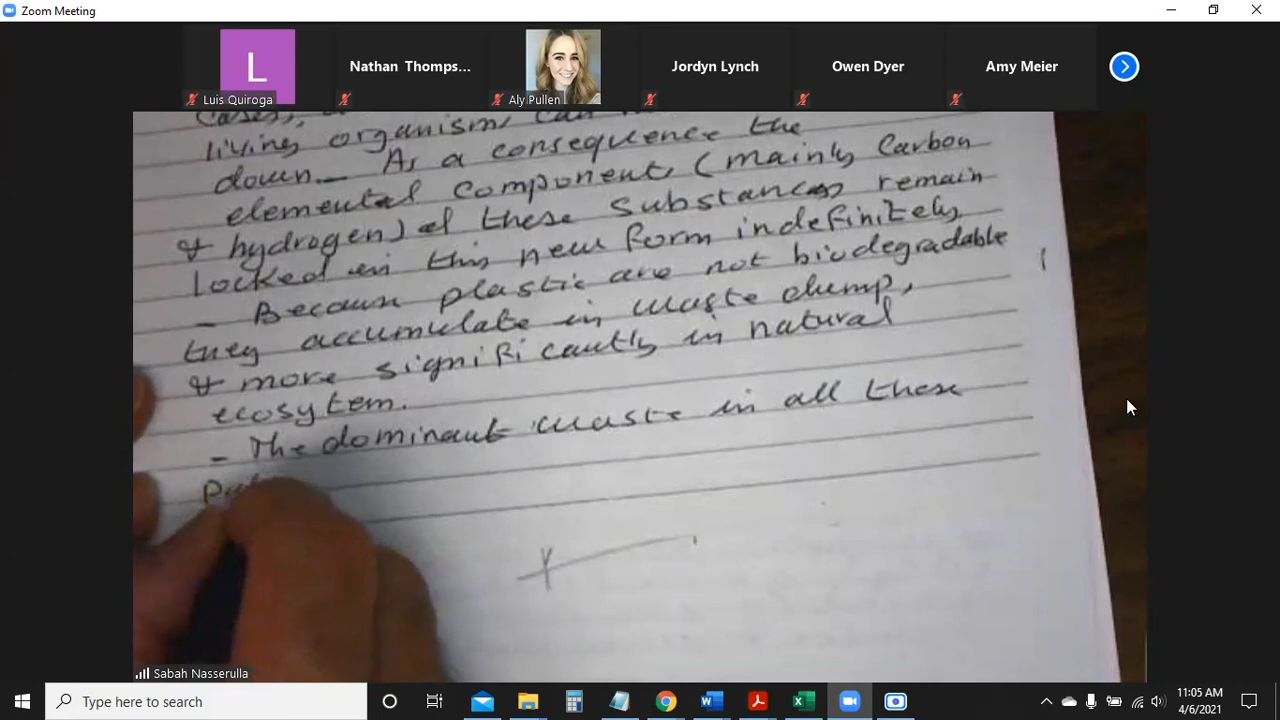 Zoom Meeting
L
Luis Quiroga
Nathan Thomps...
Aly Pullen
Jordyn Lynch
Owen Dyer
Amy Meier
Cases,
living organism, can
down. As a consequence the
elemental component, (mainly Carbon
& hydrogen) of these substances remain
locked in this new form indefinitely
- Because plastic are not biodegradable
they accumulate in waste dump,
& more significantly in natural
ecosytem.
- The dominant waste in all these
Sabah Nasserulla
Type here to search
11:05 AM
4/6/2021